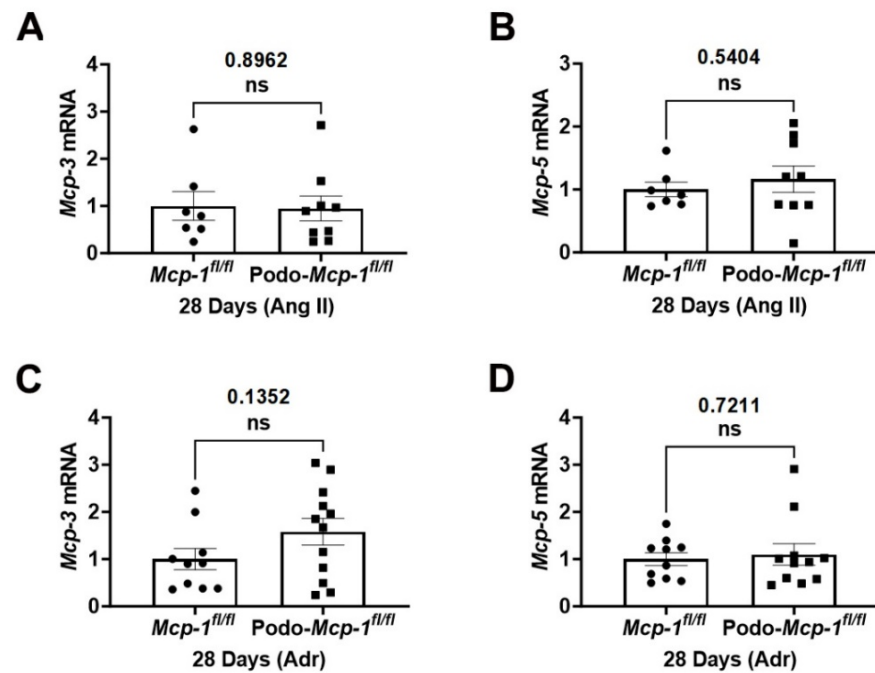 A
0.8962
ns
4
3
2
1
0
Mcp-3 mRNA
Mcp-1fl/fl Podo-Mcp-1fl/fl
28 Days (Ang II)
B
0.5404
ns
3
2
1
0
Mcp-5 mRNA
Mcp-1fl/fl Podo-Mcp-1fl/fl
28 Days (Ang II)
C
0.1352
ns
4
3
2
1
0
Mcp-3 mRNA
Mcp-1fl/fl Podo-Mcp-1fl/fl
28 Days (Adr)
D
0.7211
ns
4
3
2
1
0
Mcp-5 mRNA
Mcp-1fl/fl Podo-Mcp-1fl/fl
28 Days (Adr)